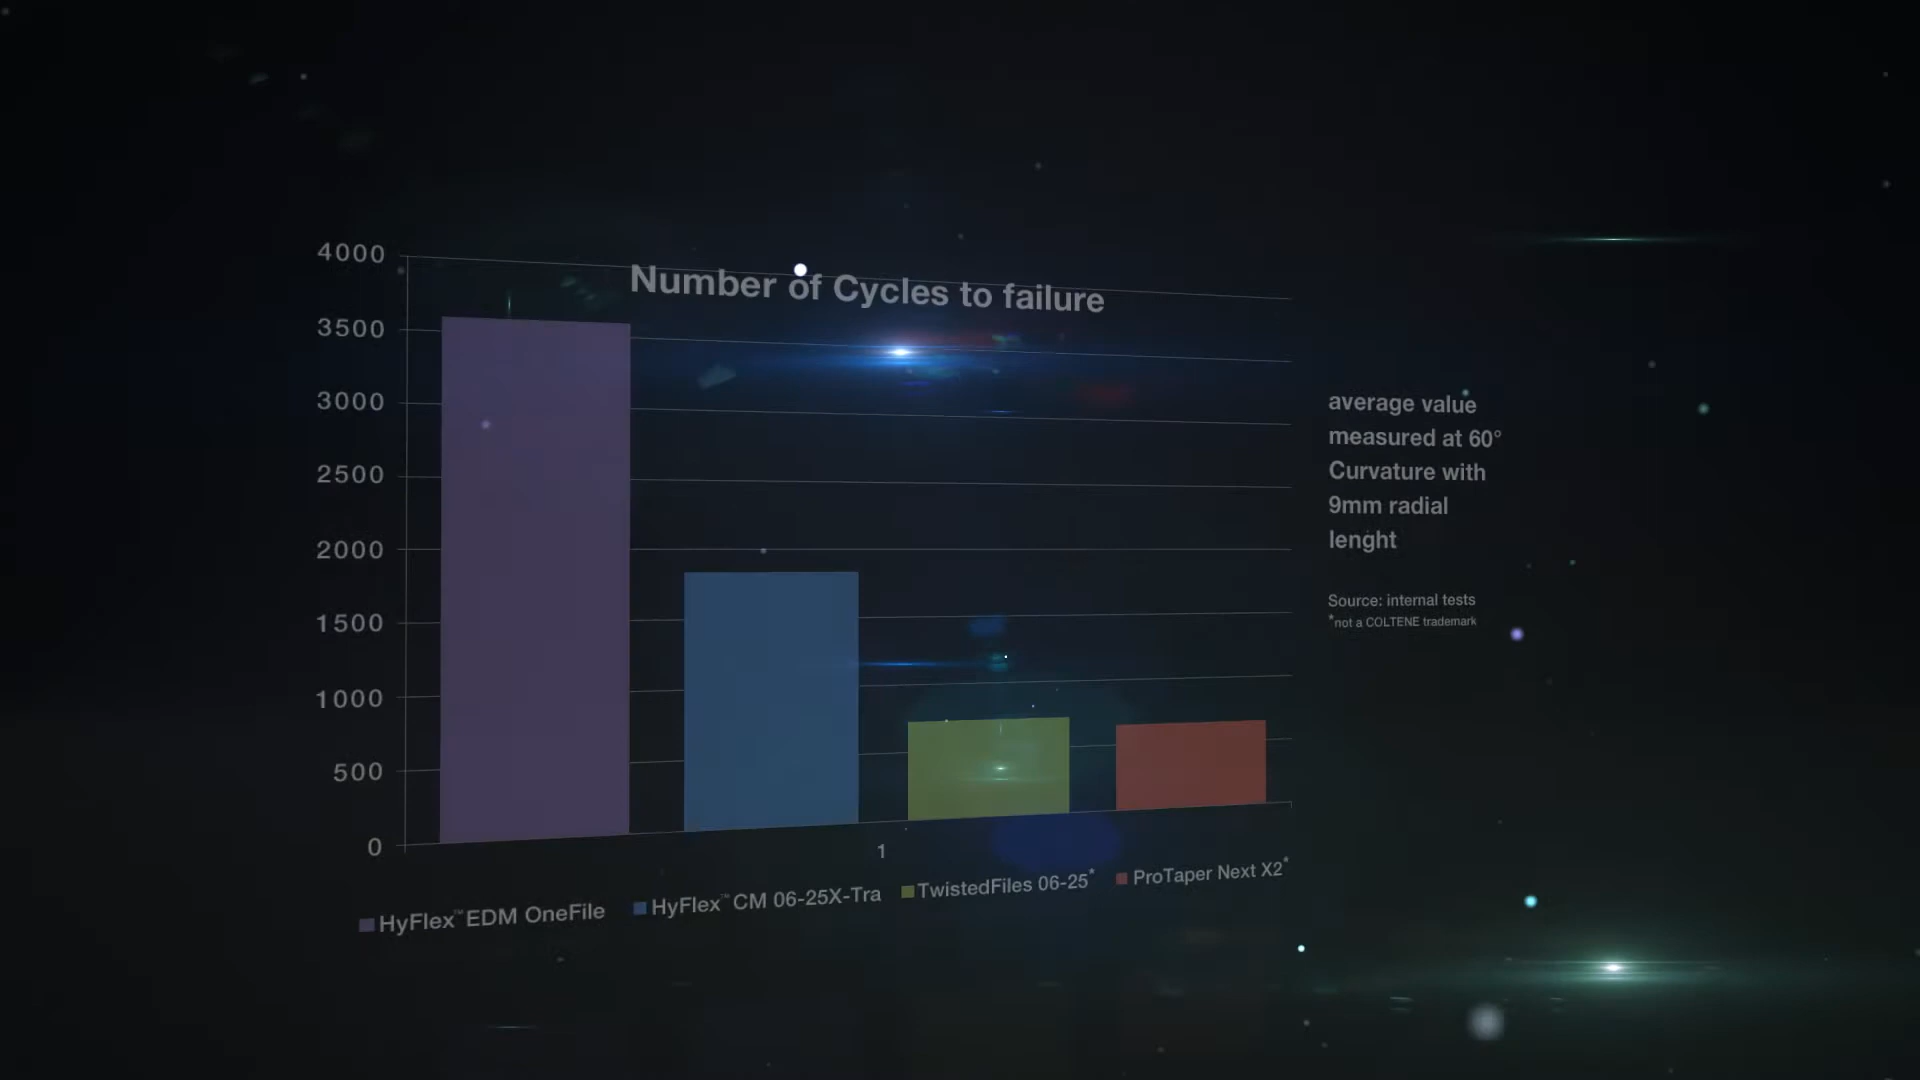 Number of Cycles to failure
4000
3500
3000
2500
2000
1500
1000
500
0
1
HyFlex™ EDM OneFile
HyFlex™ CM 06-25X-Tra
TwistedFiles 06-25*
ProTaper Next X2*
average value
measured at 60°
Curvature with
9mm radial
lenght
Source: internal tests
*not a COLTENE trademark